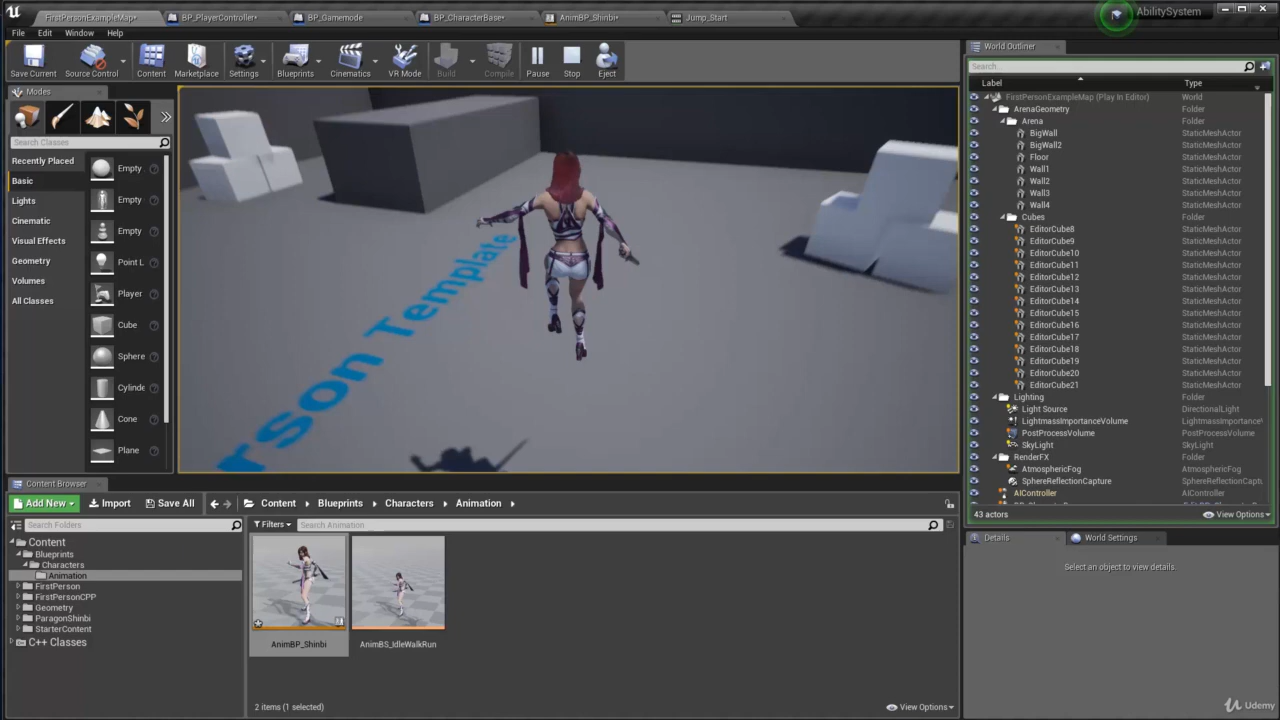 FirstPersonExampleMap*
BP_PlayerController*
BP_Gamemode
BP_CharacterBase*
AnimBP_Shinbi*
Jump_Start
AbilitySystem
File Edit Window Help
Save Current
Source Control
Content
Marketplace
Settings
Blueprints
Cinematics
VR Mode
Build
Compile
Pause
Stop
Eject
Modes
Search Classes
Recently Placed
Basic
Lights
Cinematic
Visual Effects
Geometry
Volumes
All Classes
Empty
Empty
Empty
Point L
Player
Cube
Sphere
Cylinde
Cone
Plane
rson Template
World Outliner
Search...
Label Type
FirstPersonExampleMap (Play In Editor) World
ArenaGeometry Folder
Arena Folder
BigWall StaticMeshActor
BigWall2 StaticMeshActor
Floor StaticMeshActor
Wall1 StaticMeshActor
Wall2 StaticMeshActor
Wall3 StaticMeshActor
Wall4 StaticMeshActor
Cubes Folder
EditorCube8 StaticMeshActor
EditorCube9 StaticMeshActor
EditorCube10 StaticMeshActor
EditorCube11 StaticMeshActor
EditorCube12 StaticMeshActor
EditorCube13 StaticMeshActor
EditorCube14 StaticMeshActor
EditorCube15 StaticMeshActor
EditorCube16 StaticMeshActor
EditorCube17 StaticMeshActor
EditorCube18 StaticMeshActor
EditorCube19 StaticMeshActor
EditorCube20 StaticMeshActor
EditorCube21 StaticMeshActor
Lighting Folder
Light Source DirectionalLight
LightmassImportanceVolume LightmassImportance
PostProcessVolume PostProcessVolume
SkyLight SkyLight
RenderFX Folder
AtmosphericFog AtmosphericFog
SphereReflectionCapture SphereReflectionCaptu
AIController AIController
43 actors
View Options
Details
World Settings
Select an object to view details.
Content Browser
Add New
Import
Save All
Content
Blueprints
Characters
Animation
Search Folders
Filters
Search Animation
Content
Blueprints
Characters
Animation
FirstPerson
FirstPersonCPP
Geometry
ParagonShinbi
StarterContent
C++ Classes
AnimBP_Shinbi
AnimBS_IdleWalkRun
2 items (1 selected)
View Options
Udemy